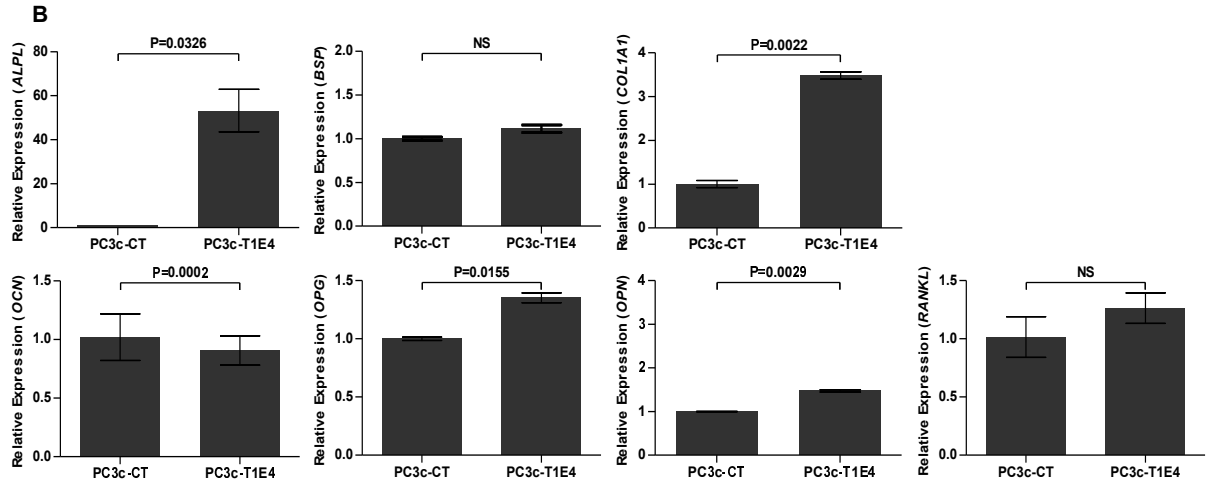 B
P=0.0326
Relative Expression (ALPL)
80
60
40
20
0
PC3c-CT PC3c-T1E4
NS
Relative Expression (BSP)
2.0
1.5
1.0
0.5
0.0
PC3c-CT PC3c-T1E4
P=0.0022
Relative Expression (COL1A1)
4
3
2
1
0
PC3c-CT PC3c-T1E4
P=0.0002
Relative Expression (OCN)
1.5
1.0
0.5
0.0
PC3c-CT PC3c-T1E4
P=0.0155
Relative Expression (OPG)
1.5
1.0
0.5
0.0
PC3c-CT PC3c-T1E4
P=0.0029
Relative Expression (OPN)
4
3
2
1
0
PC3c-CT PC3c-T1E4
NS
Relative Expression (RANKL)
1.5
1.0
0.5
0.0
PC3c-CT PC3c-T1E4